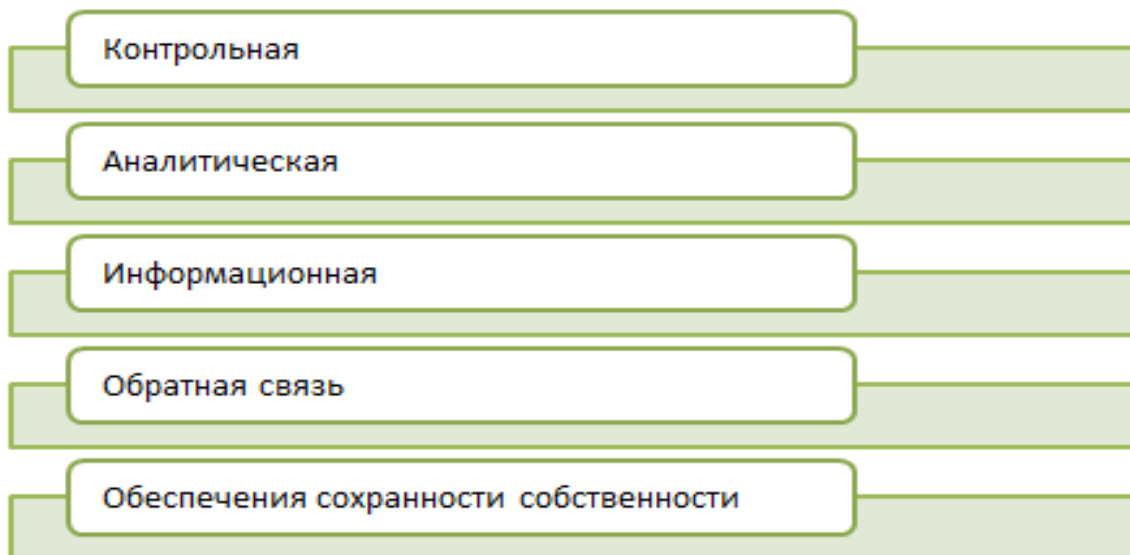 Контрольная
Аналитическая
Информационная
Обратная связь
Обеспечения сохранности собственности